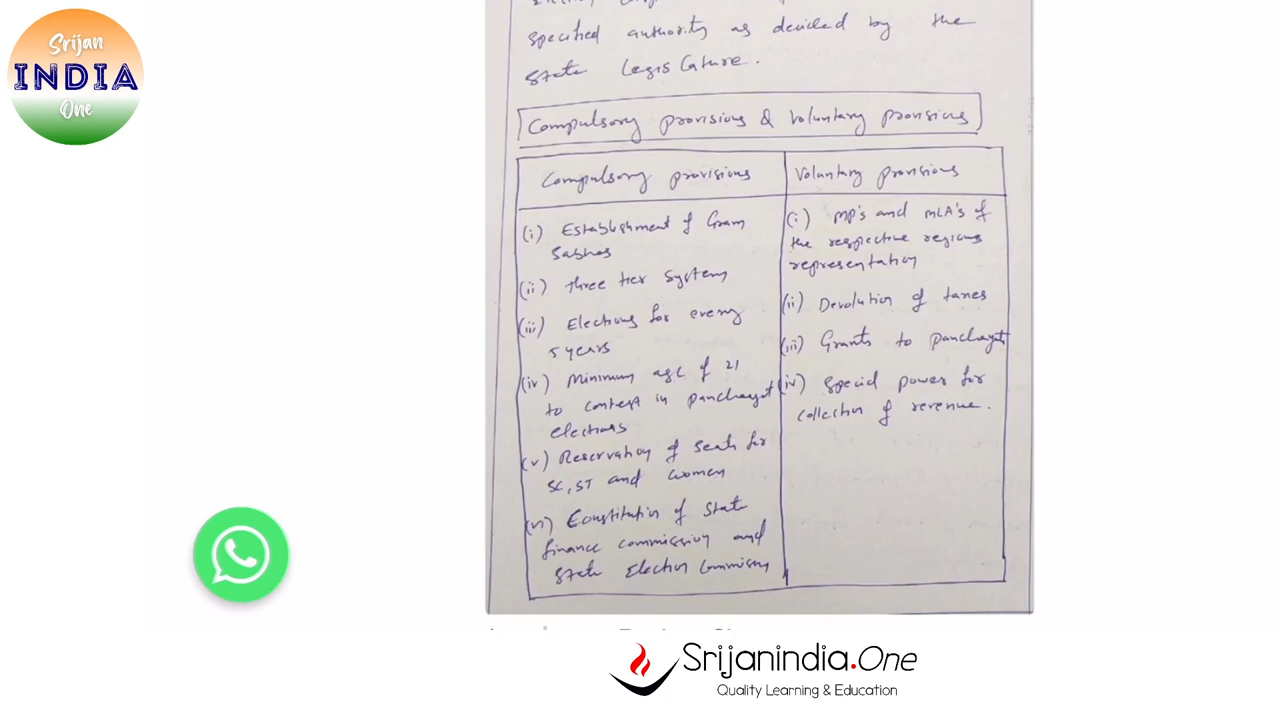 Srijan
INDIA
One
specified authority as decided by the
state Legislature.
Compulsory provisions & Voluntary provisions
Compulsory provisions
(i) Establishment of Gram
Sabhas
(ii) Three tier system
(iii) Elections for every
5 years
(iv) Minimum age of 21
to contest in panchayat
elections
(v) Reservation of seats for
SC, ST and women
(vi) Constitution of State
finance commission and
State Election Commission
Voluntary provisions
(i) MP's and MLA's of
the respective regions
representation
(ii) Devolution of taxes
(iii) Grants to panchayats
(iv) Special power for
collection of revenue.
Srijanindia.One
Quality Learning & Education